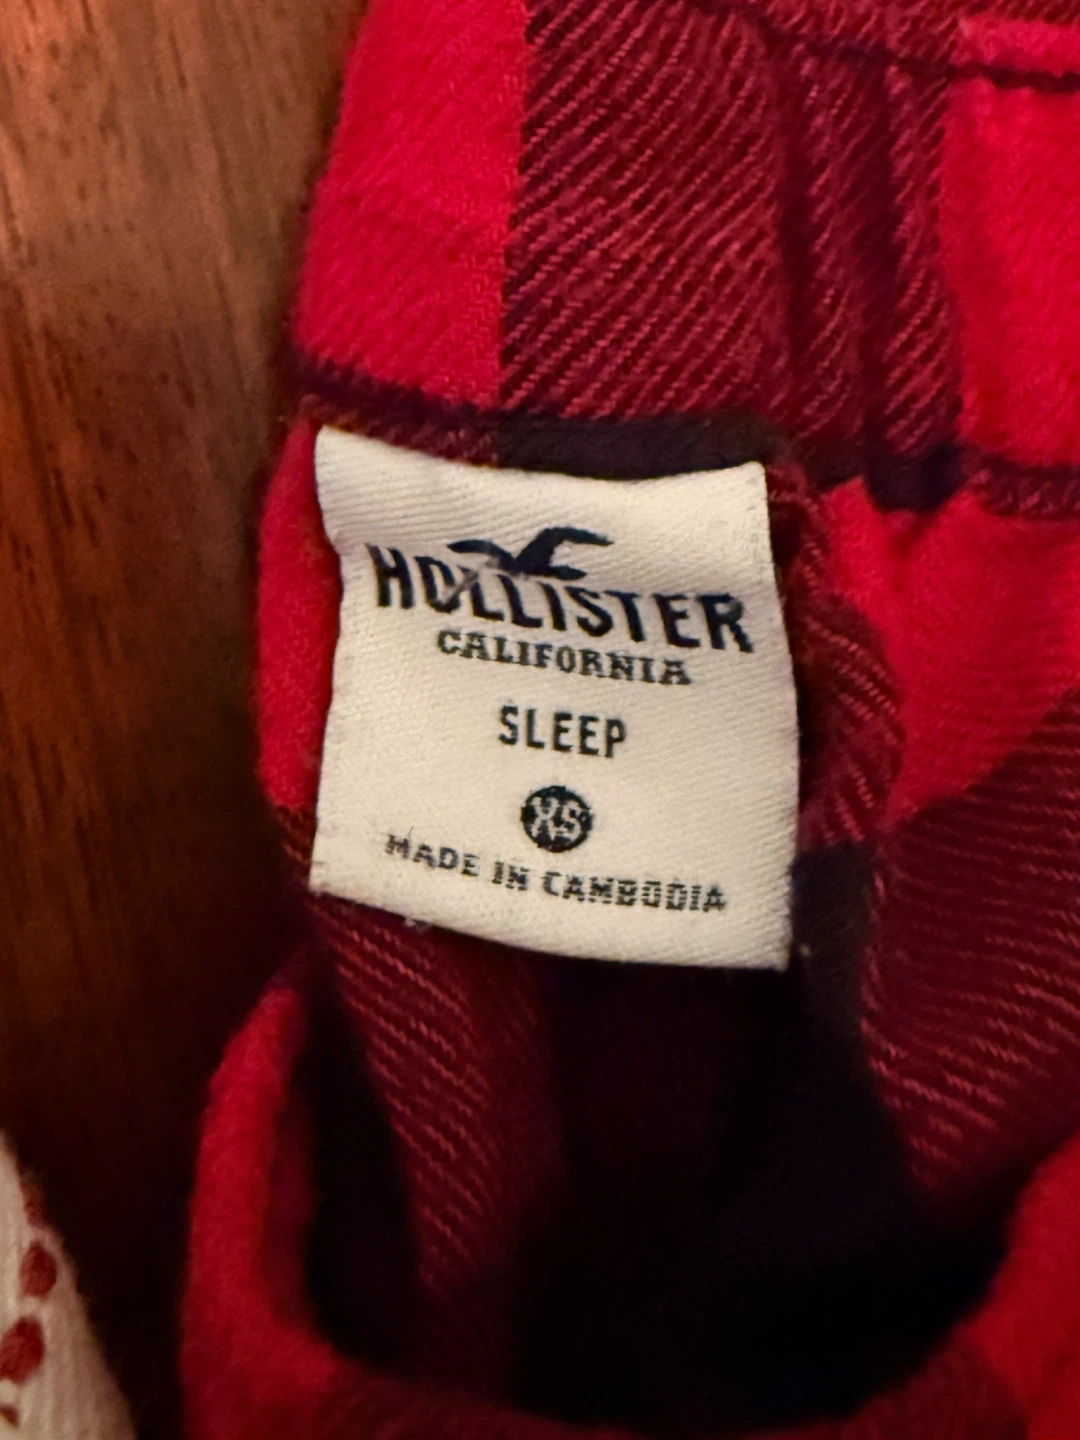 HOLLISTER
CALIFORNIA
SLEEP
XS
MADE IN CAMBODIA